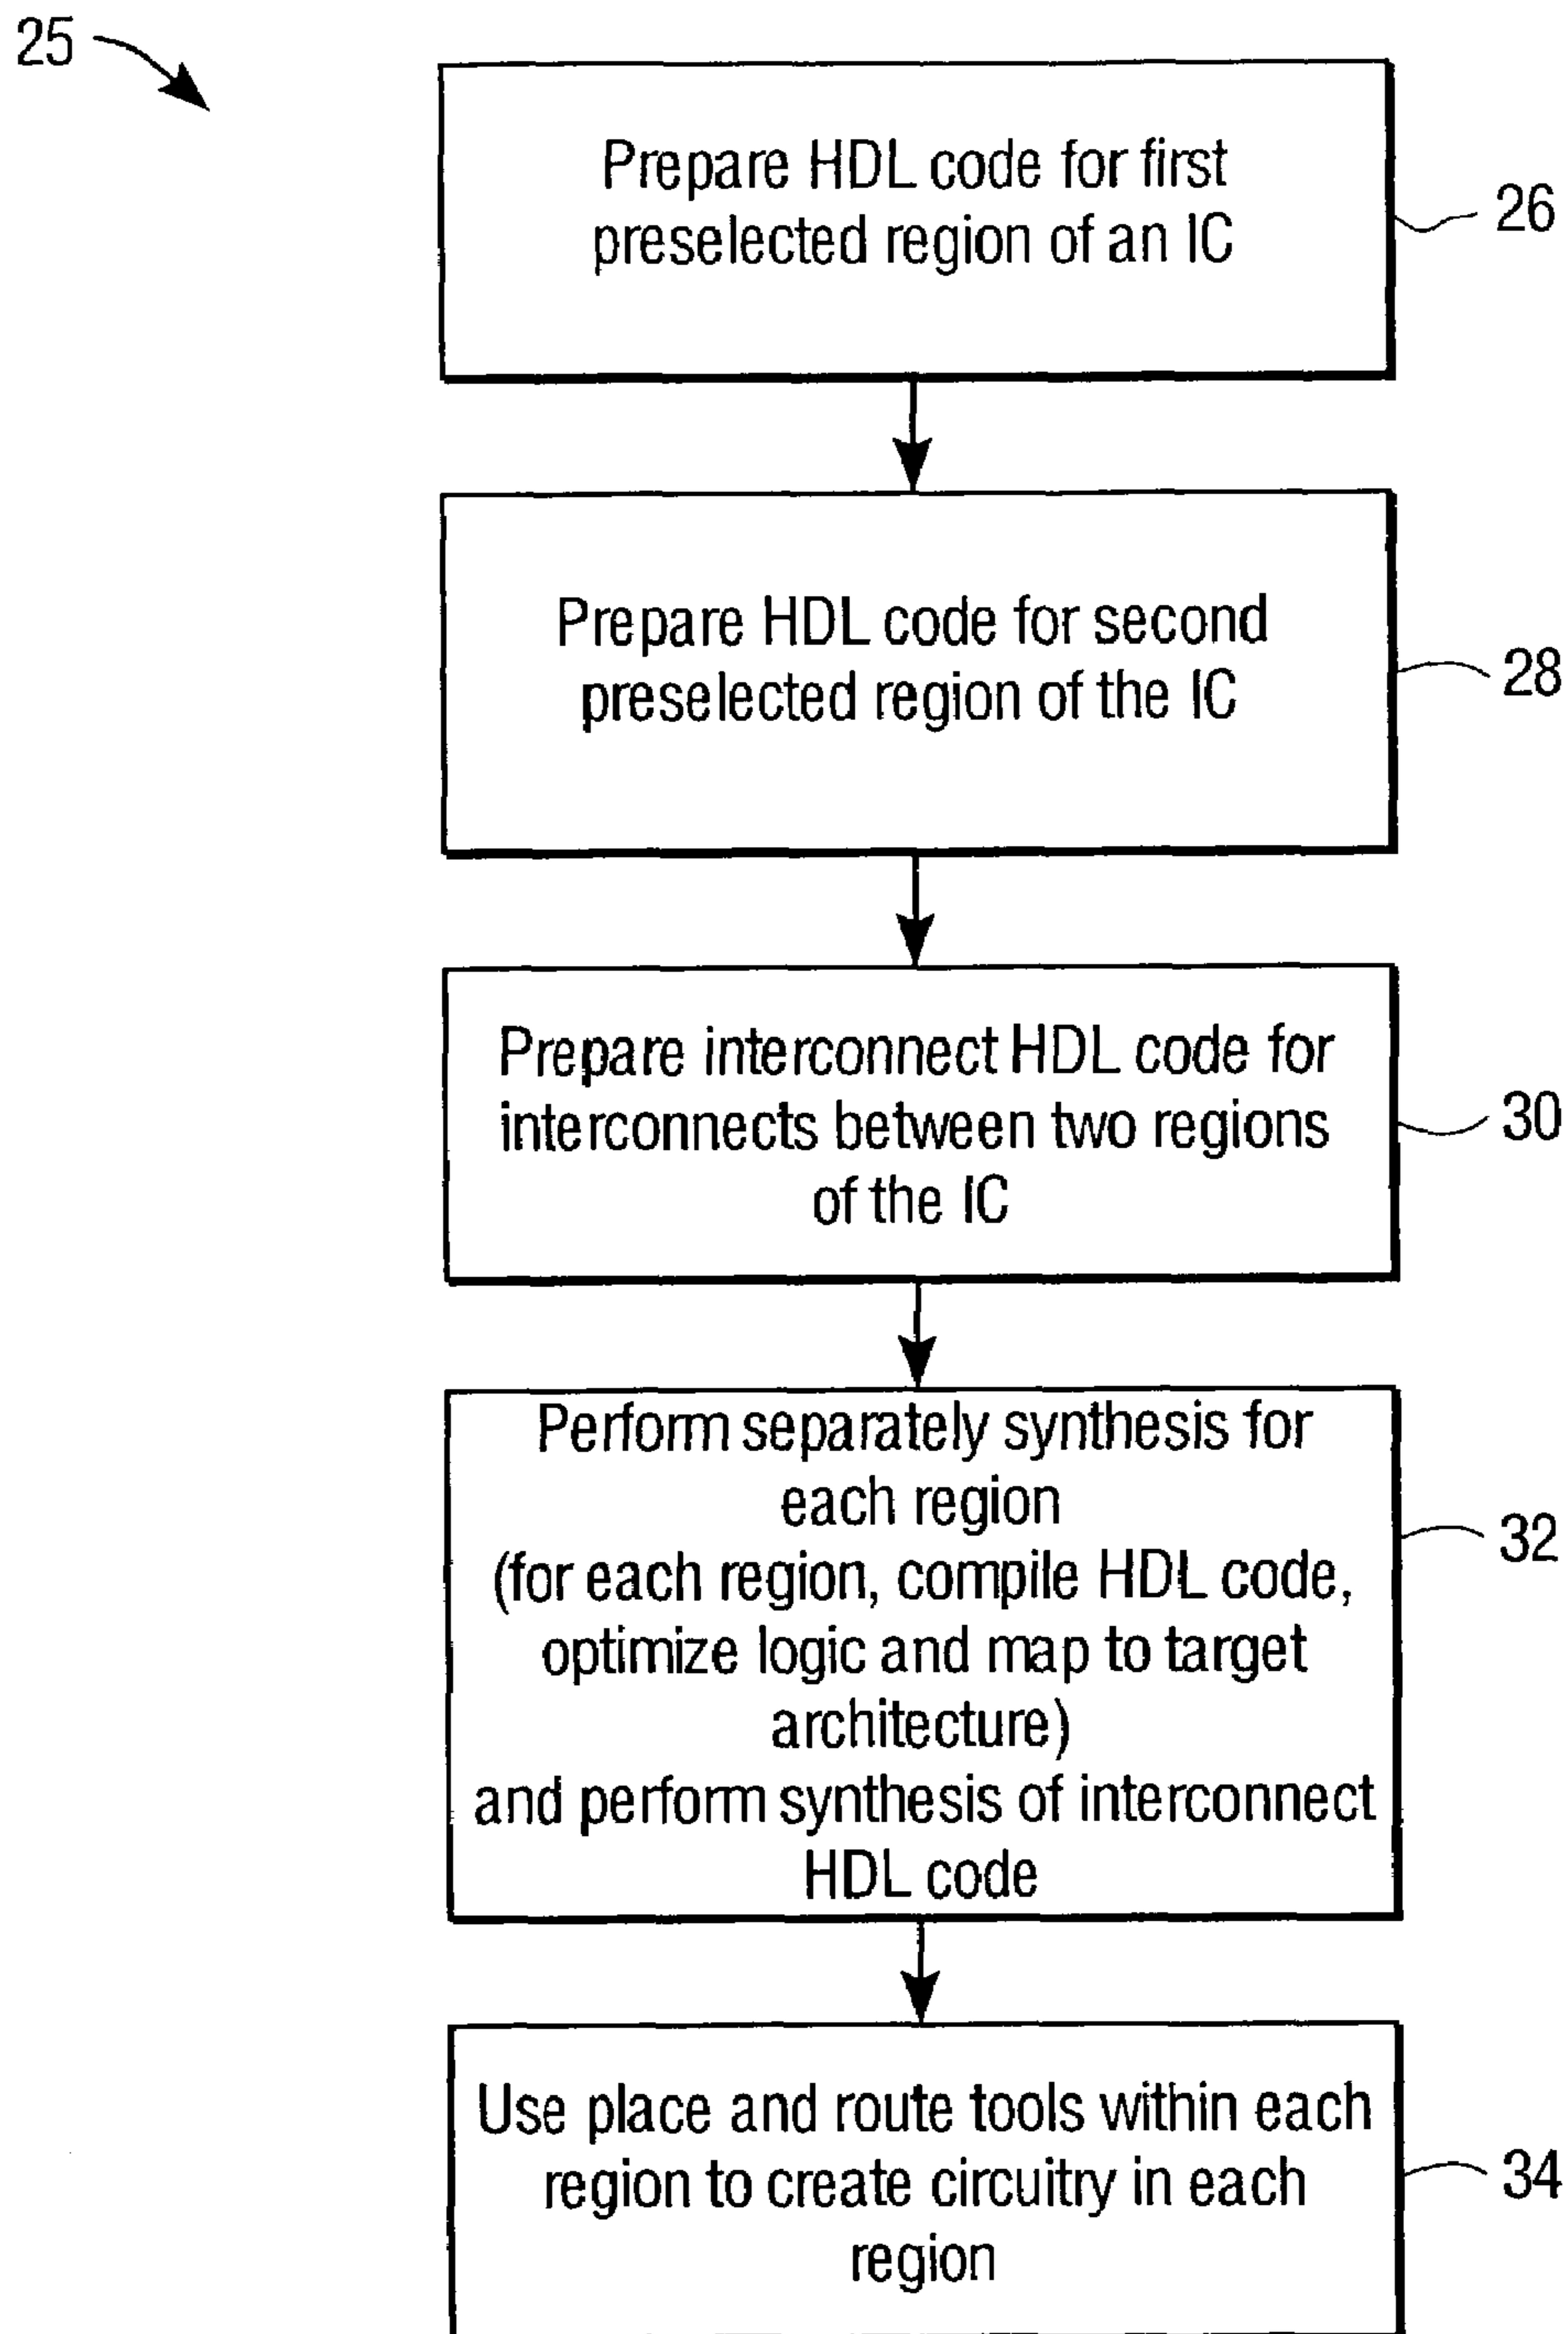 25
Prepare HDL code for first
preselected region of an IC
26
Prepare HDL code for second
preselected region of the IC
28
Prepare interconnect HDL code for
interconnects between two regions
of the IC
30
Perform separately synthesis for
each region
(for each region, compile HDL code,
optimize logic and map to target
architecture)
and perform synthesis of interconnect
HDL code
32
Use place and route tools within each
region to create circuitry in each
region
34